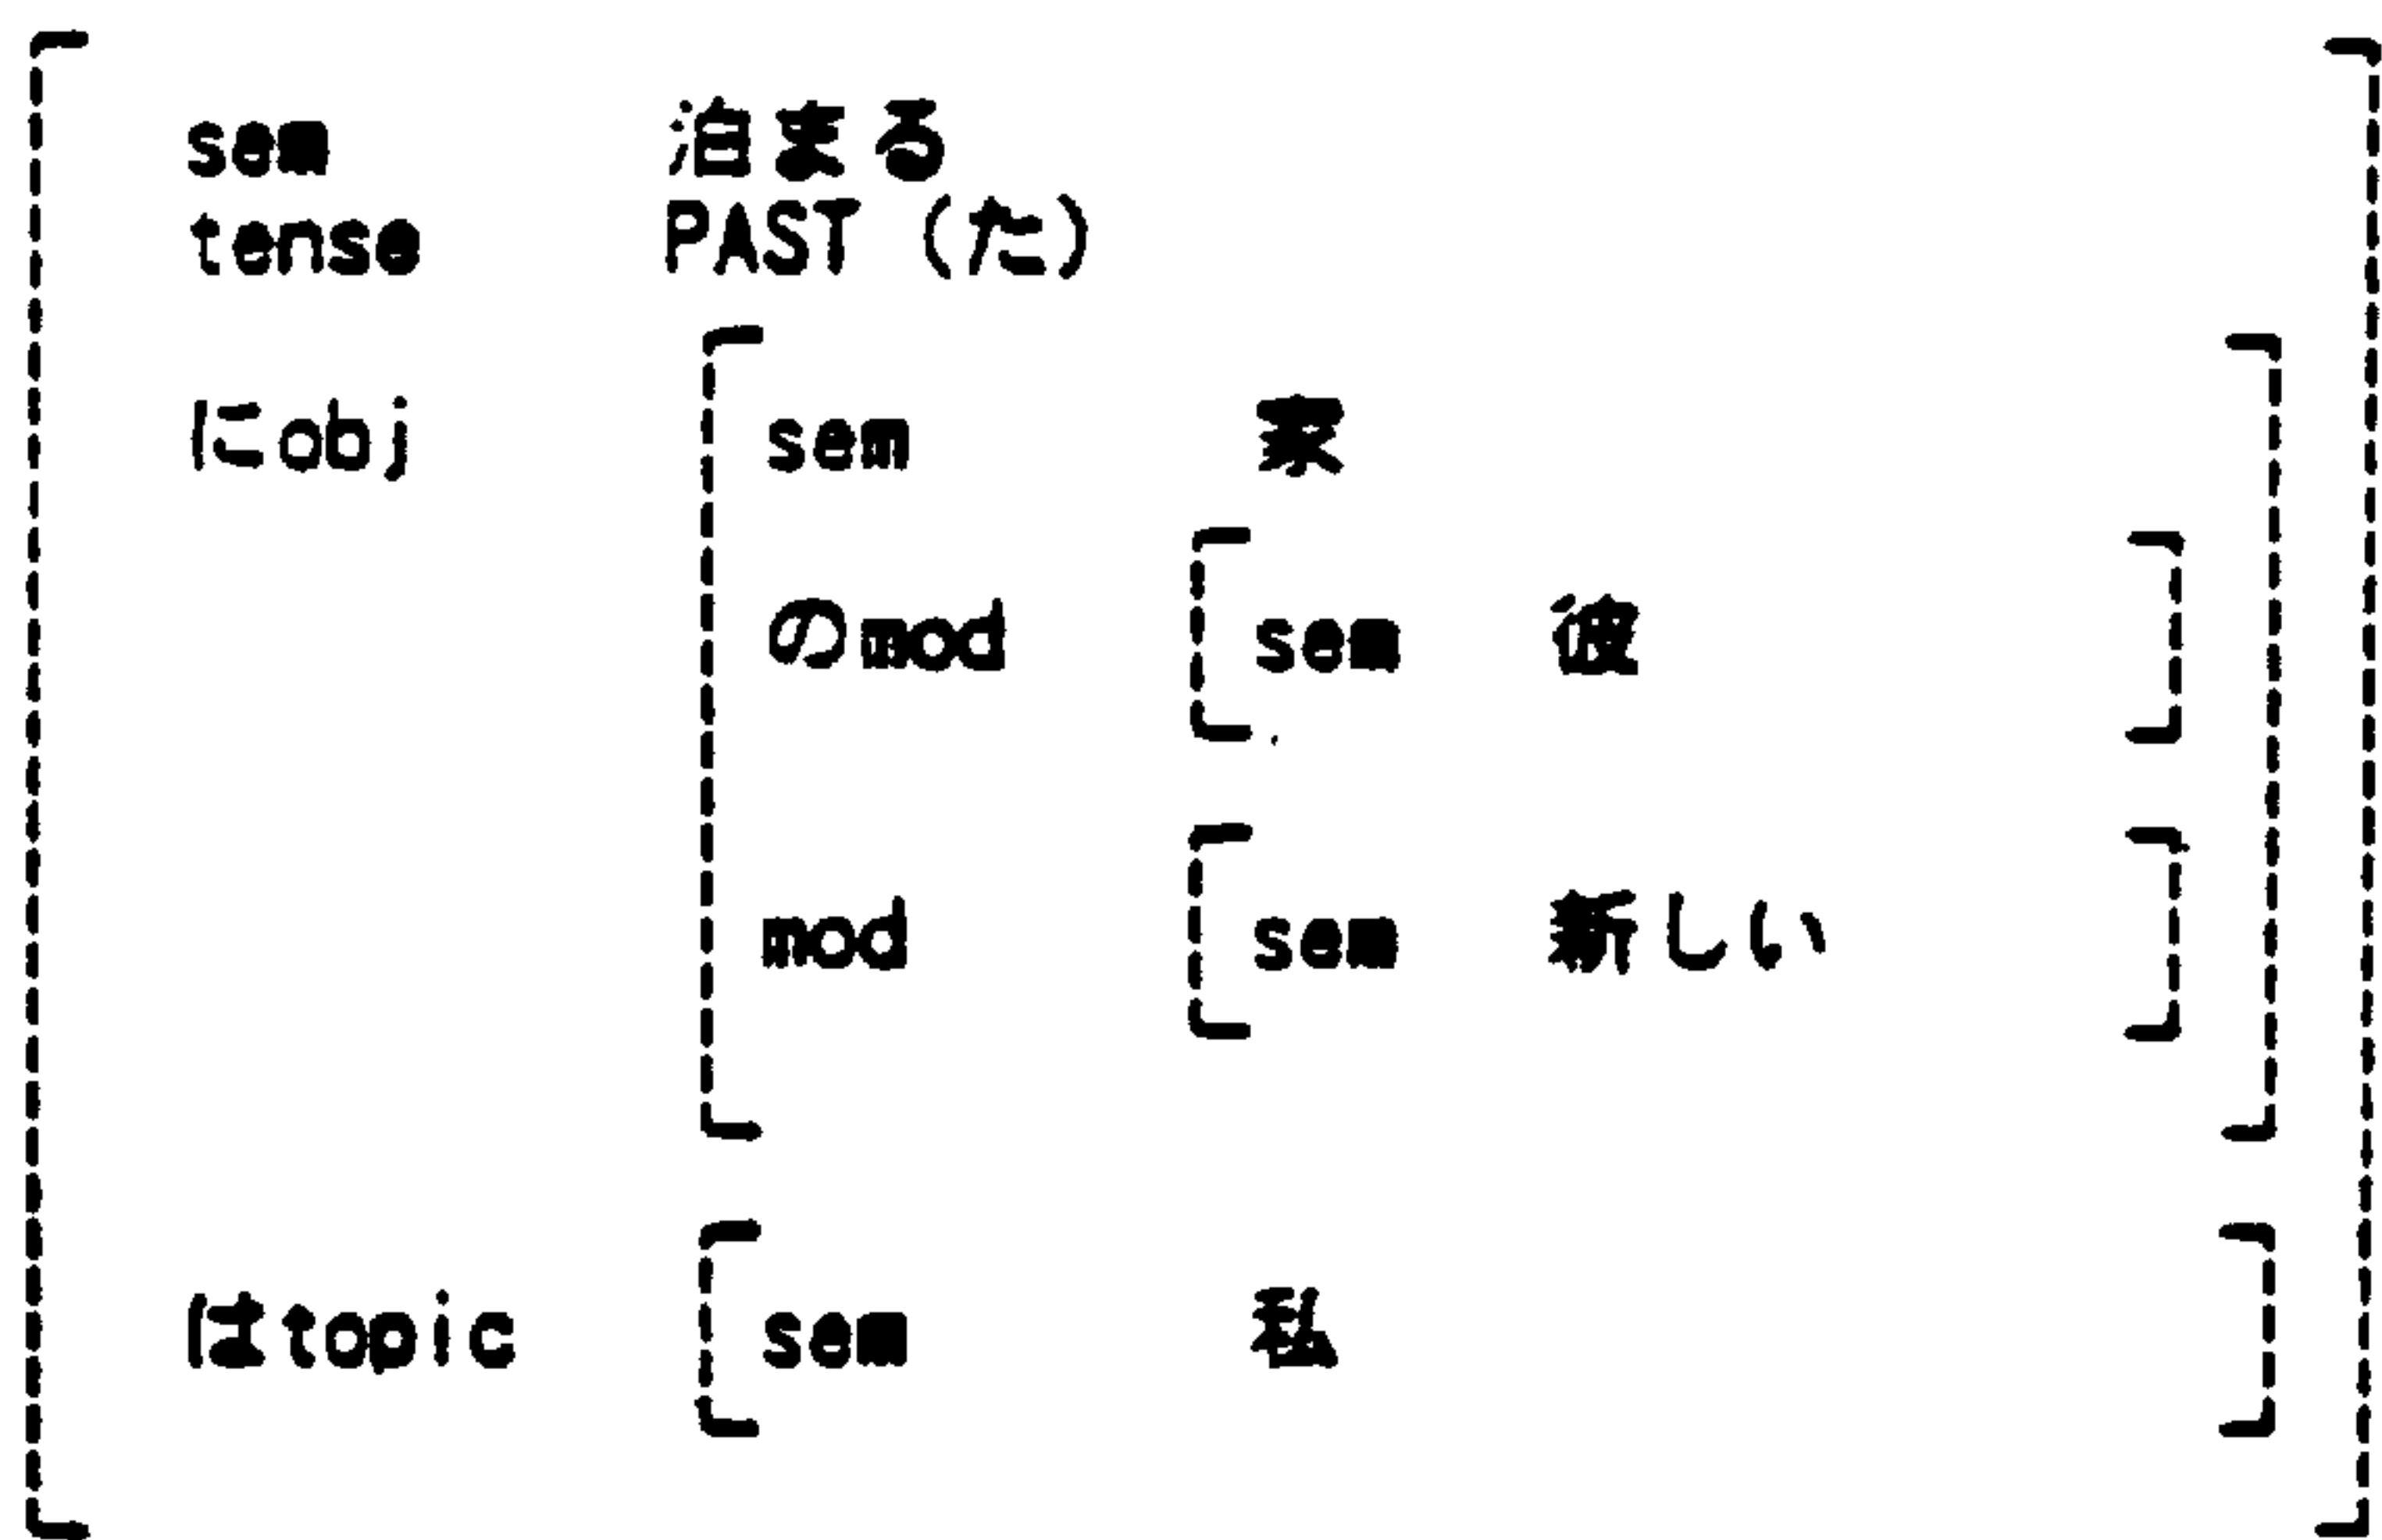 sem 泊まる
tense PAST (た)
にobj sem 家
のmod sem 彼
mod sem 新しい
はtopic sem 私